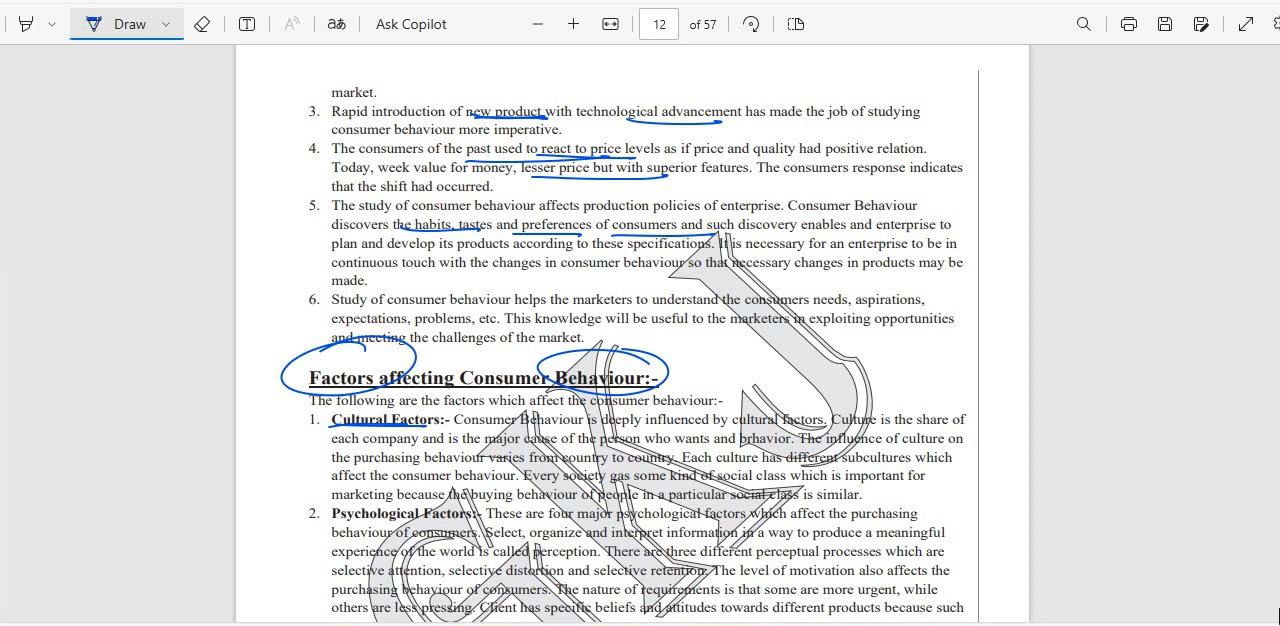 Draw
Ask Copilot
12 of 57
market.
3. Rapid introduction of new product with technological advancement has made the job of studying
consumer behaviour more imperative.
4. The consumers of the past used to react to price levels as if price and quality had positive relation.
Today, week value for money, lesser price but with superior features. The consumers response indicates
that the shift had occurred.
5. The study of consumer behaviour affects production policies of enterprise. Consumer Behaviour
discovers the habits, tastes and preferences of consumers and such discovery enables and enterprise to
plan and develop its products according to these specifications. It is necessary for an enterprise to be in
continuous touch with the changes in consumer behaviour so that necessary changes in products may be
made.
6. Study of consumer behaviour helps the marketers to understand the consumers needs, aspirations,
expectations, problems, etc. This knowledge will be useful to the marketers in exploiting opportunities
and meeting the challenges of the market.
Factors affecting Consumer Behaviour:-
The following are the factors which affect the consumer behaviour:-
1. Cultural Factors:- Consumer Behaviour is deeply influenced by cultural factors. Culture is the share of
each company and is the major cause of the person who wants and brhavior. The influence of culture on
the purchasing behaviour varies from country to country. Each culture has different subcultures which
affect the consumer behaviour. Every society gas some kind of social class which is important for
marketing because the buying behaviour of people in a particular social class is similar.
2. Psychological Factors:- These are four major psychological factors which affect the purchasing
behaviour of consumers. Select, organize and interpret information in a way to produce a meaningful
experience of the world is called perception. There are three different perceptual processes which are
selective attention, selective distortion and selective retention. The level of motivation also affects the
purchasing behaviour of consumers. The nature of requirements is that some are more urgent, while
others are less pressing. Client has specific beliefs and attitudes towards different products because such